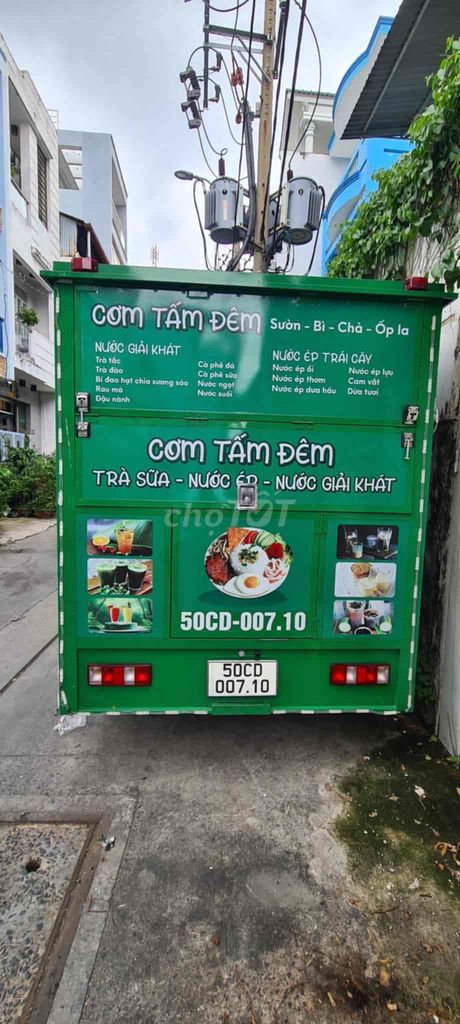 CƠM TẤM ĐÊM Sườn - Bì - Chả - Ốp la
NƯỚC GIẢI KHÁT
Trà tắc
Trà đào
Bí đao hạt chia sương sáo
Rau má
Đậu nành
Cà phê đá
Cà phê sữa
Nước ngọt
Nước suối
NƯỚC ÉP TRÁI CÂY
Nước ép ổi
Nước ép thơm
Nước ép dưa hấu
Nước ép lựu
Cam vắt
Dừa tươi
CƠM TẤM ĐÊM
TRÀ SỮA - NƯỚC ÉP - NƯỚC GIẢI KHÁT
chợTỐT
50CD-007.10
50CD
007.10